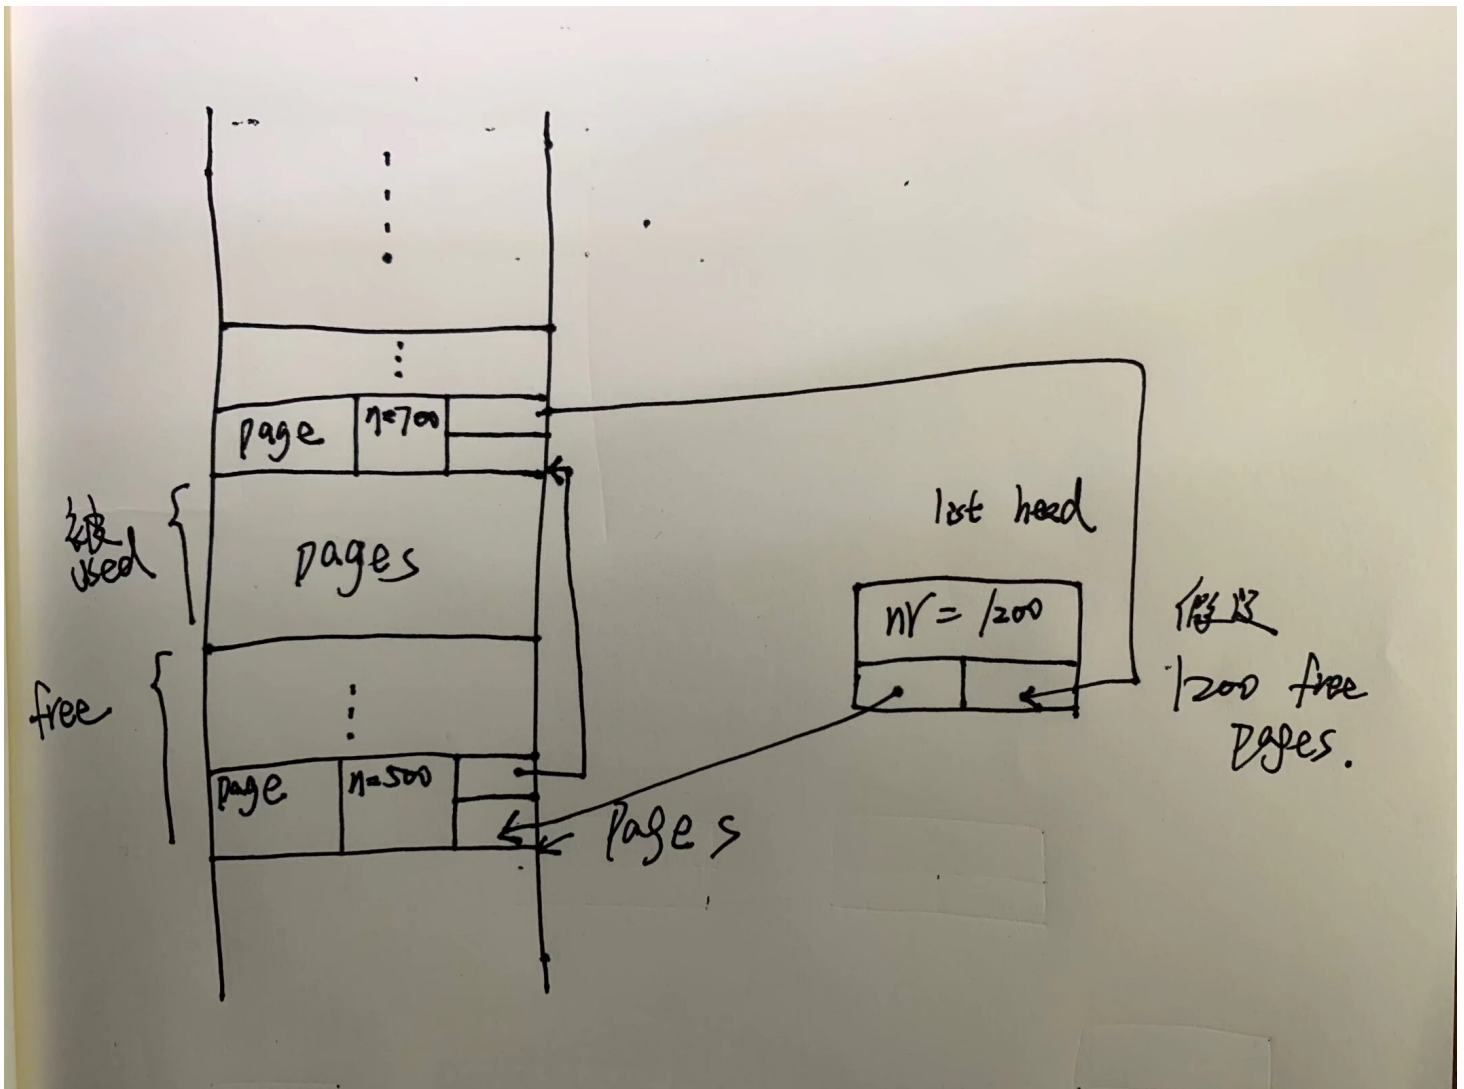 page n=700
被
used
pages
list head
nr = 1200
假设
1200 free
pages.
free
page n=500
pages